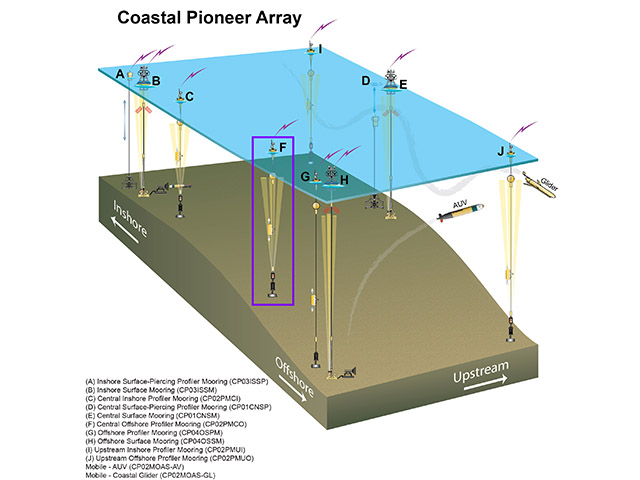 Coastal Pioneer Array
A
B
C
D
E
F
G
H
I
J
Glider
AUV
Inshore
Offshore
Upstream
(A) Inshore Surface-Piercing Profiler Mooring (CP03ISSP)
(B) Inshore Surface Mooring (CP03ISSM)
(C) Central Inshore Profiler Mooring (CP02PMCI)
(D) Central Surface-Piercing Profiler Mooring (CP01CNSP)
(E) Central Surface Mooring (CP01CNSM)
(F) Central Offshore Profiler Mooring (CP02PMCO)
(G) Offshore Profiler Mooring (CP04OSPM)
(H) Offshore Surface Mooring (CP04OSSM)
(I) Upstream Inshore Profiler Mooring (CP02PMUI)
(J) Upstream Offshore Profiler Mooring (CP02PMUO)
Mobile - AUV (CP02MOAS-AV)
Mobile - Coastal Glider (CP02MOAS-GL)